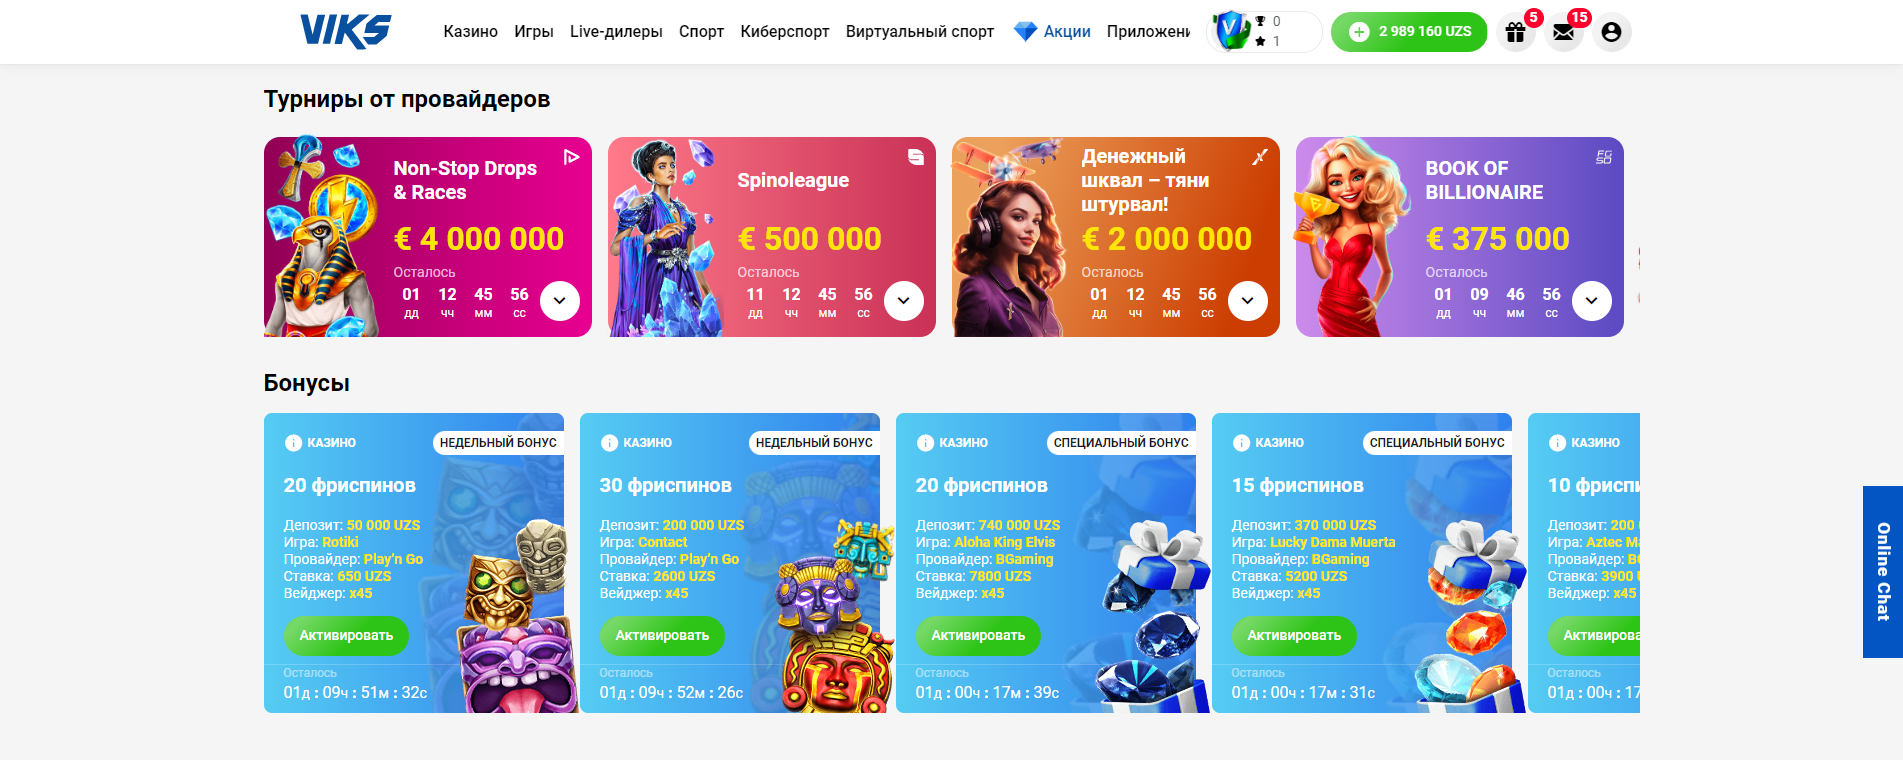 VIKS
Казино Игры Live-дилеры Спорт Киберспорт Виртуальный спорт Акции Приложени
V 0
1
2 989 160 UZS
5
15
Турниры от провайдеров
Non-Stop Drops
& Races
€ 4 000 000
Осталось
01 12 45 56
дд чч мм сс
Spinoleague
€ 500 000
Осталось
11 12 45 56
дд чч мм сс
Денежный
шквал – тяни
штурвал!
€ 2 000 000
Осталось
01 12 45 56
дд чч мм сс
BOOK OF
BILLIONAIRE
€ 375 000
Осталось
01 09 46 56
дд чч мм сс
Бонусы
КАЗИНО НЕДЕЛЬНЫЙ БОНУС
20 фриспинов
Депозит: 50 000 UZS
Игра: Rotiki
Провайдер: Play'n Go
Ставка: 650 UZS
Вейджер: x45
Активировать
Осталось
01д : 09ч : 51м : 32с
КАЗИНО НЕДЕЛЬНЫЙ БОНУС
30 фриспинов
Депозит: 200 000 UZS
Игра: Contact
Провайдер: Play'n Go
Ставка: 2600 UZS
Вейджер: x45
Активировать
Осталось
01д : 09ч : 52м : 26с
КАЗИНО СПЕЦИАЛЬНЫЙ БОНУС
20 фриспинов
Депозит: 740 000 UZS
Игра: Aloha King Elvis
Провайдер: BGaming
Ставка: 7800 UZS
Вейджер: x45
Активировать
Осталось
01д : 00ч : 17м : 39с
КАЗИНО СПЕЦИАЛЬНЫЙ БОНУС
15 фриспинов
Депозит: 370 000 UZS
Игра: Lucky Dama Muerta
Провайдер: BGaming
Ставка: 5200 UZS
Вейджер: x45
Активировать
Осталось
01д : 00ч : 17м : 31с
КАЗИНО
10 фриспи
Депозит: 200
Игра: Aztec Ma
Провайдер: B
Ставка: 3900
Вейджер: x45
Активирова
Осталось
01д : 00ч : 17
Online Chat